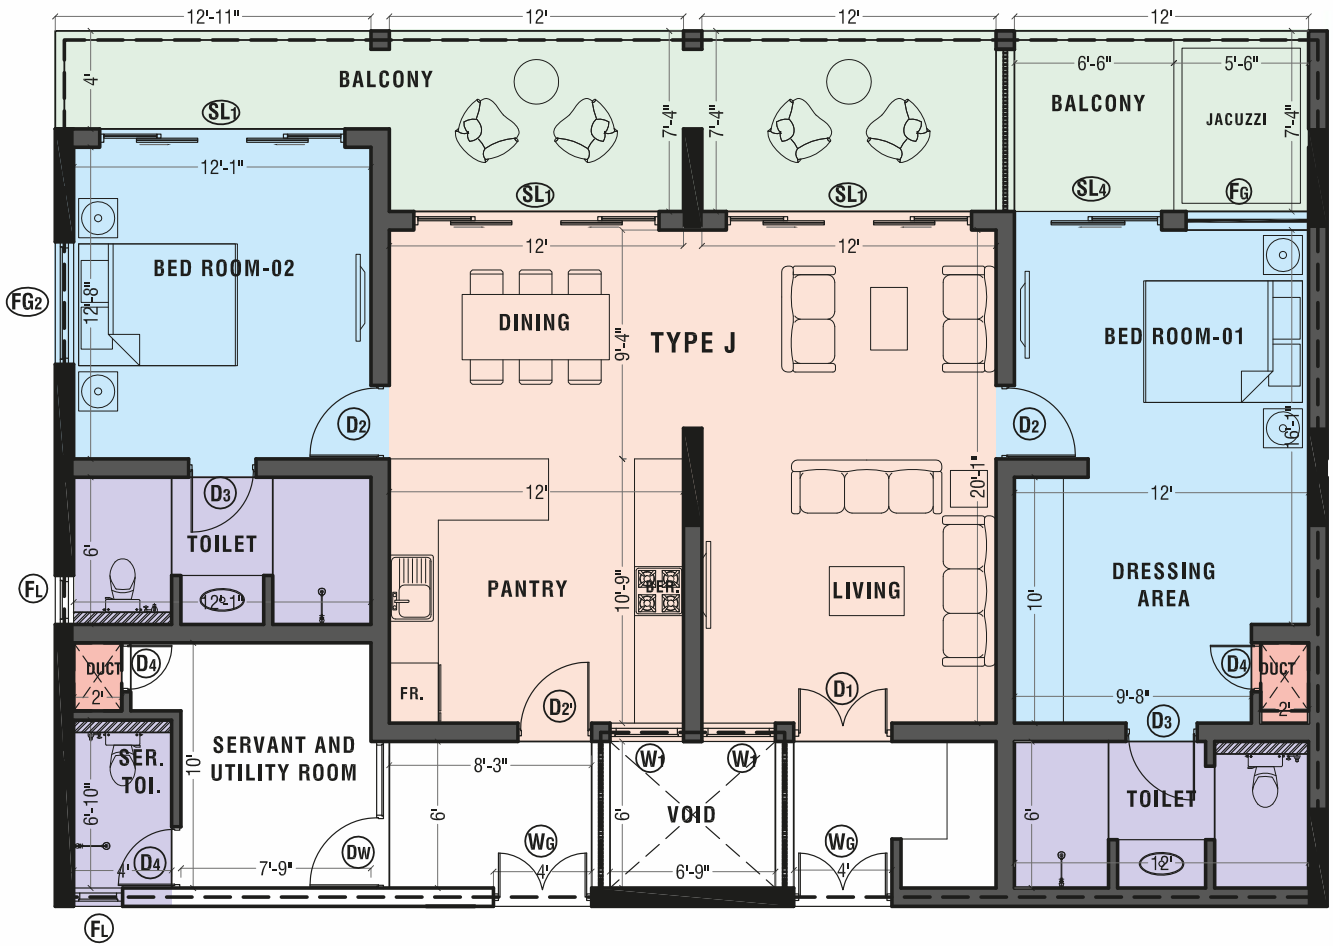 12'-11" 12' 12' 12'
4' BALCONY 7'-4" 7'-4" 6'-6" 5'-6"
BALCONY JACUZZI 7'-4"
SL1
12'-1" SL1 SL1 SL4 FG
12' 12'
BED ROOM-02
FG2 12'-8" DINING 9'-4" TYPE J BED ROOM-01
D2 D2 16'-1"
D3 12' 20'-1" 12'
6' TOILET
FL 12'-1" PANTRY 10'-9" BER. LIVING 10' DRESSING
AREA
DUCT D4 D4 DUCT
2' FR. D2' D1 9'-8" 2'
D3
SER.
TOI. 10' SERVANT AND
UTILITY ROOM 8'-3" W1 W1
6'-10" 6' 6' VOID 6' TOILET
D4 DW WG WG
4' 7'-9" 4' 6'-9" 4' 12'
FL